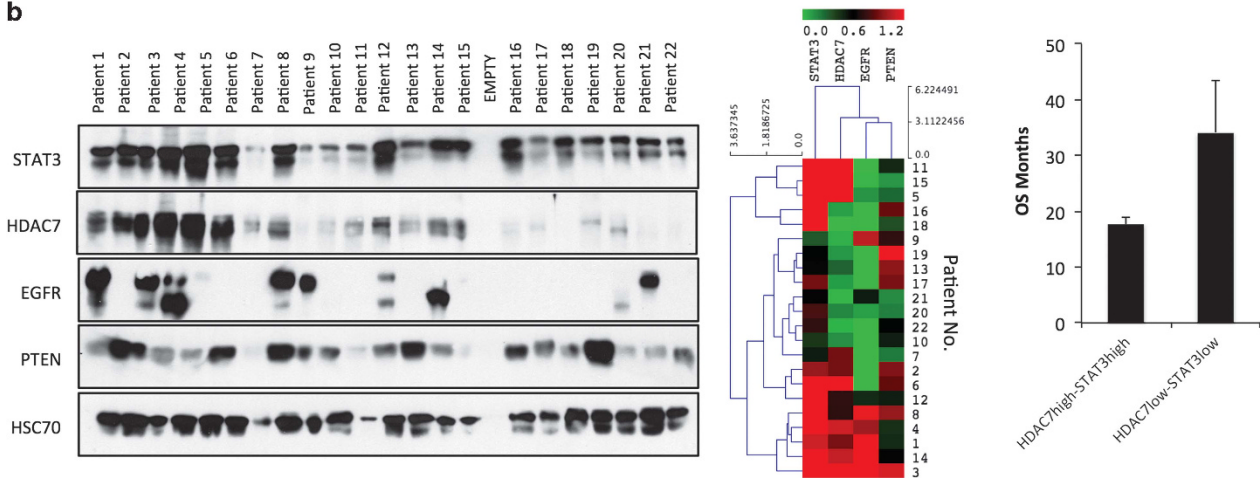 b
Patient 1
Patient 2
Patient 3
Patient 4
Patient 5
Patient 6
Patient 7
Patient 8
Patient 9
Patient 10
Patient 11
Patient 12
Patient 13
Patient 14
Patient 15
EMPTY
Patient 16
Patient 17
Patient 18
Patient 19
Patient 20
Patient 21
Patient 22
STAT3
HDAC7
EGFR
PTEN
HSC70
0.0 0.6 1.2
STAT3
HDAC7
EGFR
PTEN
6.224491
3.1122456
0.0
3.637345
1.8186725
0.0
11
15
5
16
18
9
19
13
17
21
20
22
10
7
2
6
12
8
4
1
14
3
Patient No.
OS Months
50
40
30
20
10
0
HDAC7high-STAT3high
HDAC7low-STAT3low